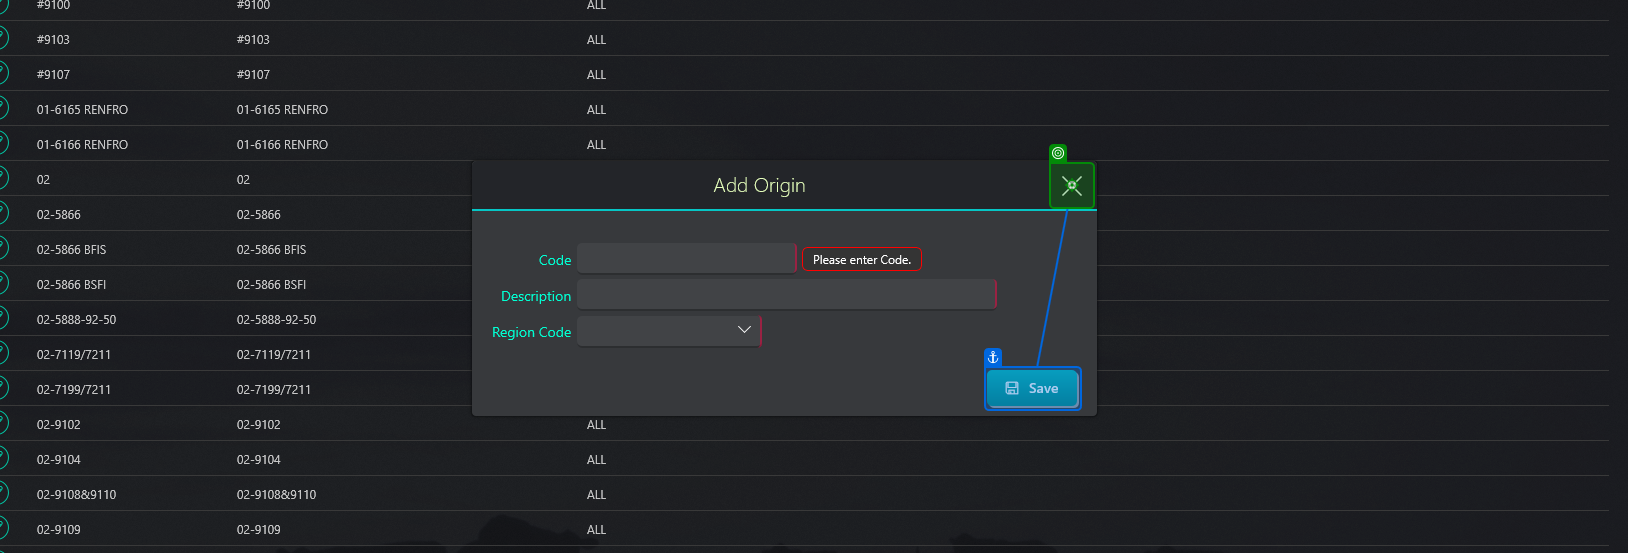 #9100 #9100 ALL
#9103 #9103 ALL
#9107 #9107 ALL
01-6165 RENFRO 01-6165 RENFRO ALL
01-6166 RENFRO 01-6166 RENFRO ALL
02 02
02-5866 02-5866
02-5866 BFIS 02-5866 BFIS
02-5866 BSFI 02-5866 BSFI
02-5888-92-50 02-5888-92-50
02-7119/7211 02-7119/7211
02-7199/7211 02-7199/7211
02-9102 02-9102 ALL
02-9104 02-9104 ALL
02-9108&9110 02-9108&9110 ALL
02-9109 02-9109 ALL
Add Origin
Code Please enter Code.
Description
Region Code
Save